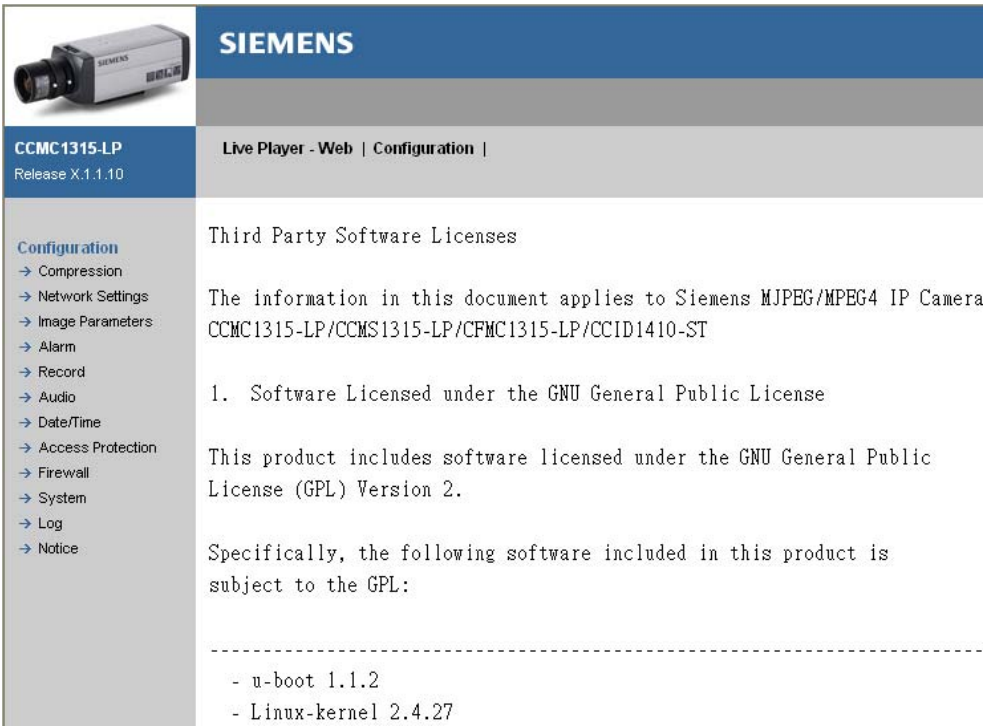 SIEMENS
SIEMENS
CCMC1315-LP
Release X.1.1.10
Live Player - Web | Configuration |
Configuration
→ Compression
→ Network Settings
→ Image Parameters
→ Alarm
→ Record
→ Audio
→ Date/Time
→ Access Protection
→ Firewall
→ System
→ Log
→ Notice
Third Party Software Licenses
The information in this document applies to Siemens MJPEG/MPEG4 IP Camera
CCMC1315-LP/CCMS1315-LP/CFMC1315-LP/CCID1410-ST
1. Software Licensed under the GNU General Public License
This product includes software licensed under the GNU General Public
License (GPL) Version 2.
Specifically, the following software included in this product is
subject to the GPL:
--------------------------------------------------------------------------
- u-boot 1.1.2
- Linux-kernel 2.4.27